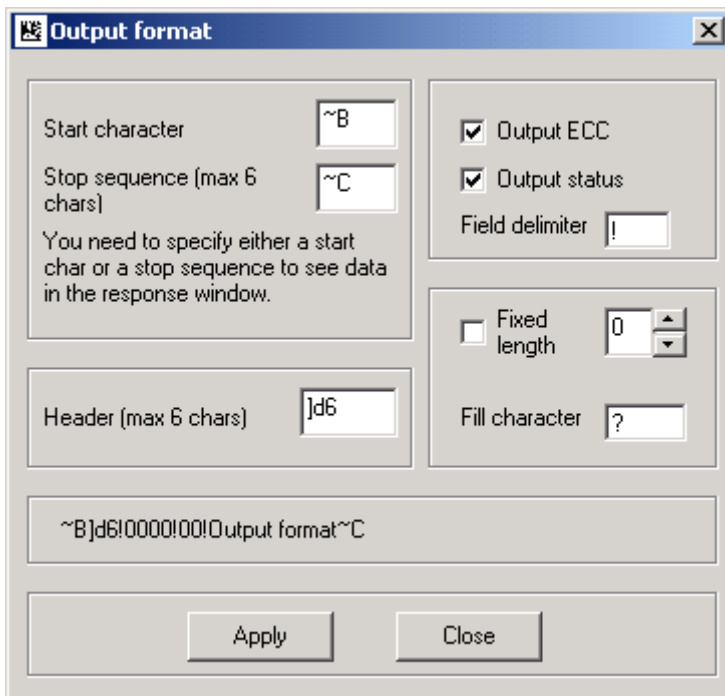 Output format
Start character
~B
Stop sequence (max 6
chars)
~C
You need to specify either a start
char or a stop sequence to see data
in the response window.
Output ECC
Output status
Field delimiter
!
Fixed
length
0
Header (max 6 chars)
]d6
Fill character
?
~B]d6!0000!00!Output format~C
Apply
Close